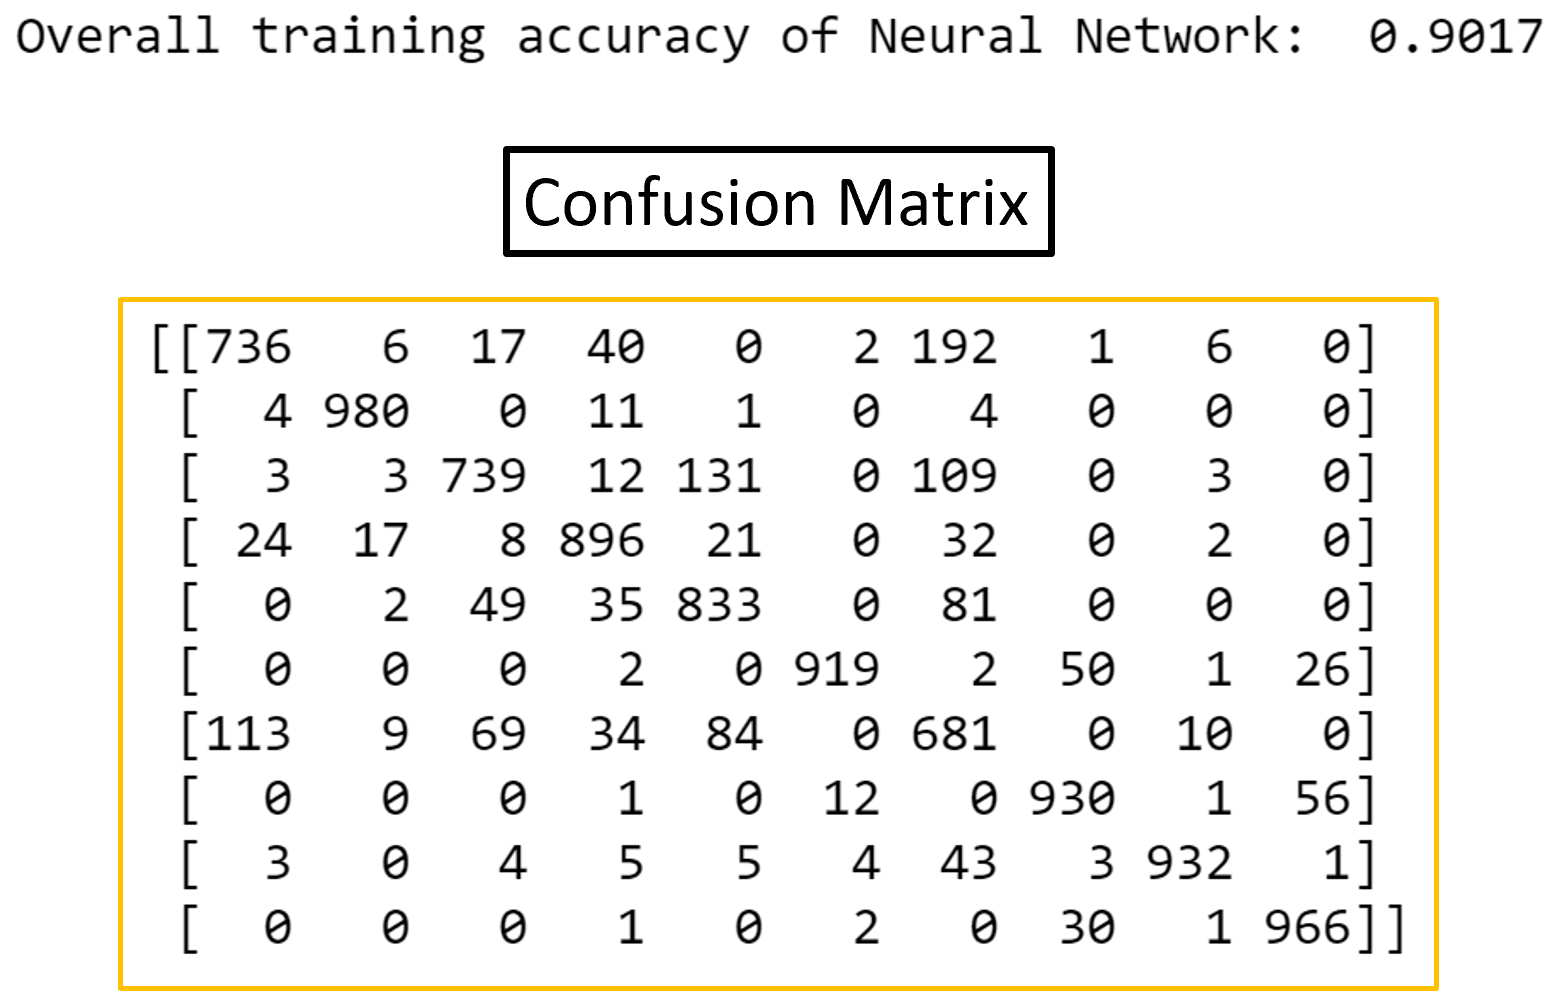 Overall training accuracy of Neural Network:  0.9017
Confusion Matrix
[[736   6  17  40   0   2 192   1   6   0]
 [  4 980   0  11   1   0   4   0   0   0]
 [  3   3 739  12 131   0 109   0   3   0]
 [ 24  17   8 896  21   0  32   0   2   0]
 [  0   2  49  35 833   0  81   0   0   0]
 [  0   0   0   2   0 919   2  50   1  26]
 [113   9  69  34  84   0 681   0  10   0]
 [  0   0   0   1   0  12   0 930   1  56]
 [  3   0   4   5   5   4  43   3 932   1]
 [  0   0   0   1   0   2   0  30   1 966]]